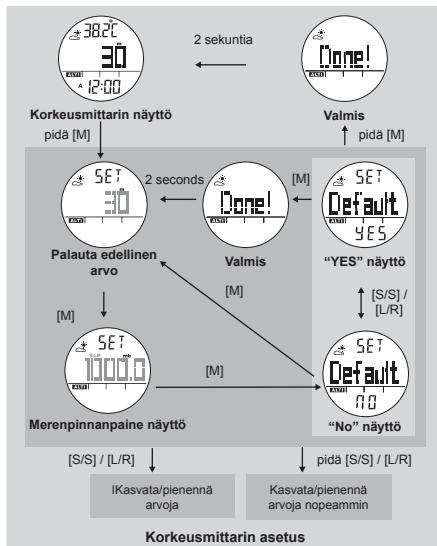 38.2°C
30
ALTI
A 12:00
Korkeusmittarin näyttö
2 sekuntia
Done!
ALTI
Valmis
pidä [M]
pidä [M]
SET
30
ALTI
Palauta edellinen
arvo
2 seconds
Done!
ALTI
Valmis
[M]
SET
Default
ALTI
YES
“YES” näyttö
[S/S] /
[L/R]
[M]
[M]
SET
SLP mb
1000.0
ALTI
Merenpinnanpaine näyttö
[M]
SET
Default
ALTI
NO
“No” näyttö
[S/S] / [L/R]
pidä [S/S] / [L/R]
IKasvata/pienennä
arvoja
Kasvata/pienennä
arvoja nopeammin
Korkeusmittarin asetus